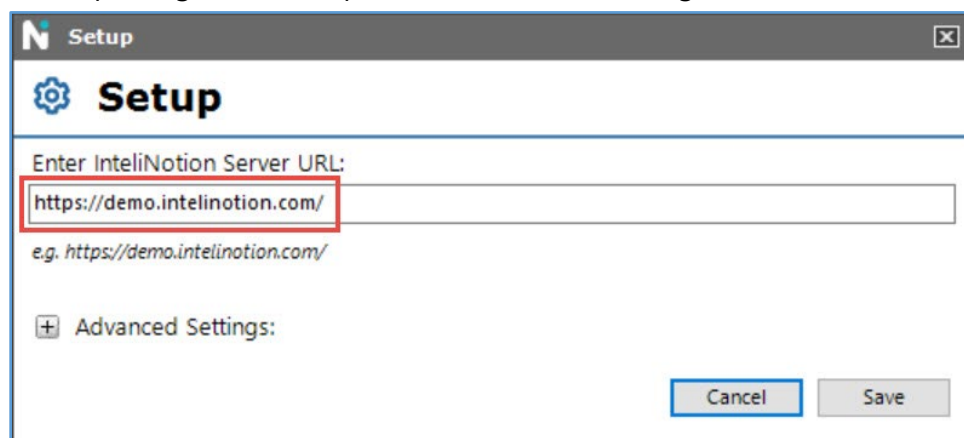 Setup
Setup
Enter InteliNotion Server URL:
https://demo.intelinotion.com/
e.g. https://demo.intelinotion.com/
Advanced Settings:
Cancel Save